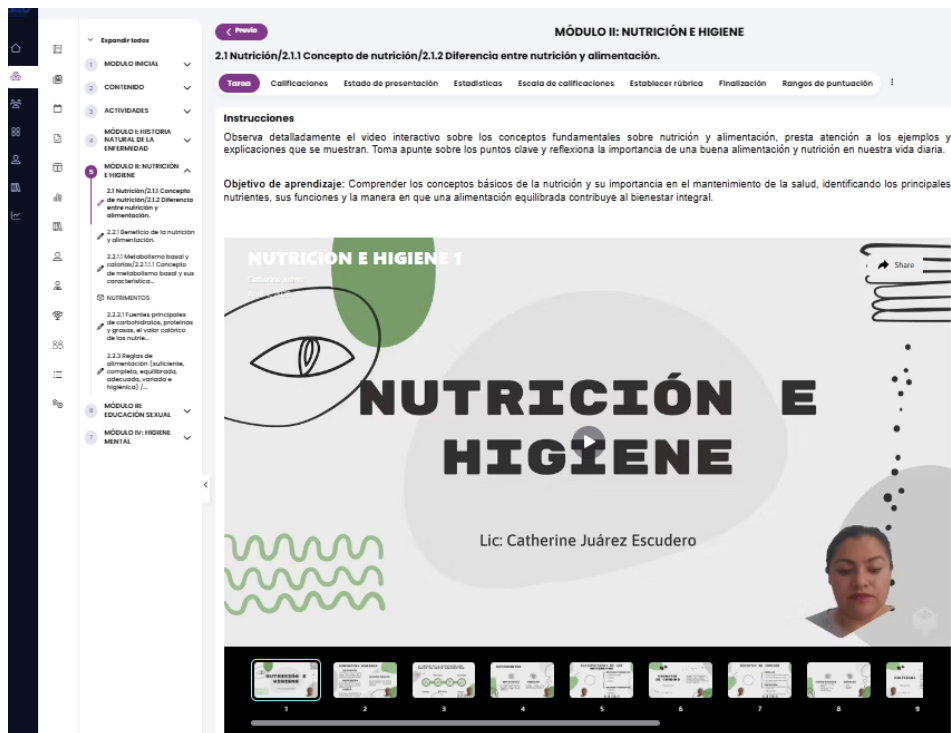 Expandir todos
1 MODULO INICIAL
2 CONTENIDO
3 ACTIVIDADES
4 MÓDULO I: HISTORIA
NATURAL DE LA
ENFERMEDAD
5 MÓDULO II: NUTRICIÓN
E HIGIENE
2.1 Nutrición/2.1.1 Concepto
de nutrición/2.1.2 Diferencia
entre nutrición y
alimentación.
2.2.1 Beneficio de la nutrición
y alimentación.
2.2.1.1 Metabolismo basal y
calorías/2.2.1.1.1 Concepto
de metabolismo basal y sus
característica...
NUTRIMENTOS
2.2.2.1 Fuentes principales
de carbohidratos, proteínas
y grasas, el valor calórico
de los nutrie...
2.2.3 Reglas de
alimentación (suficiente,
completa, equilibrada,
adecuada, variada e
higiénica) /...
6 MÓDULO III:
EDUCACIÓN SEXUAL
7 MÓDULO IV: HIGIENE
MENTAL
Previo
MÓDULO II: NUTRICIÓN E HIGIENE
2.1 Nutrición/2.1.1 Concepto de nutrición/2.1.2 Diferencia entre nutrición y alimentación.
Tarea Calificaciones Estado de presentación Estadísticas Escala de calificaciones Establecer rúbrica Finalización Rangos de puntuación
Instrucciones
Observa detalladamente el video interactivo sobre los conceptos fundamentales sobre nutrición y alimentación, presta atención a los ejemplos y
explicaciones que se muestran. Toma apunte sobre los puntos clave y reflexiona la importancia de una buena alimentación y nutrición en nuestra vida diaria.
Objetivo de aprendizaje: Comprender los conceptos básicos de la nutrición y su importancia en el mantenimiento de la salud, identificando los principales
nutrientes, sus funciones y la manera en que una alimentación equilibrada contribuye al bienestar integral.
NUTRICION E HIGIENE 1
Share
NUTRICIÓN E
HIGIENE
Lic: Catherine Juárez Escudero
NUTRICIÓN E
HIGIENE
1 2 3 4 5 6 7 8 9